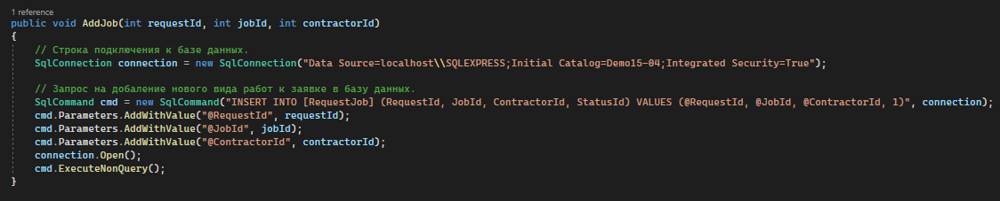 1 reference
public void AddJob(int requestId, int jobId, int contractorId)
{
// Строка подключения к базе данных.
SqlConnection connection = new SqlConnection("Data Source=localhost\\SQLEXPRESS;Initial Catalog=Demo15-04;Integrated Security=True");
// Запрос на добаление нового вида работ к заявке в базу данных.
SqlCommand cmd = new SqlCommand("INSERT INTO [RequestJob] (RequestId, JobId, ContractorId, StatusId) VALUES (@RequestId, @JobId, @ContractorId, 1)", connection);
cmd.Parameters.AddWithValue("@RequestId", requestId);
cmd.Parameters.AddWithValue("@JobId", jobId);
cmd.Parameters.AddWithValue("@ContractorId", contractorId);
connection.Open();
cmd.ExecuteNonQuery();
}